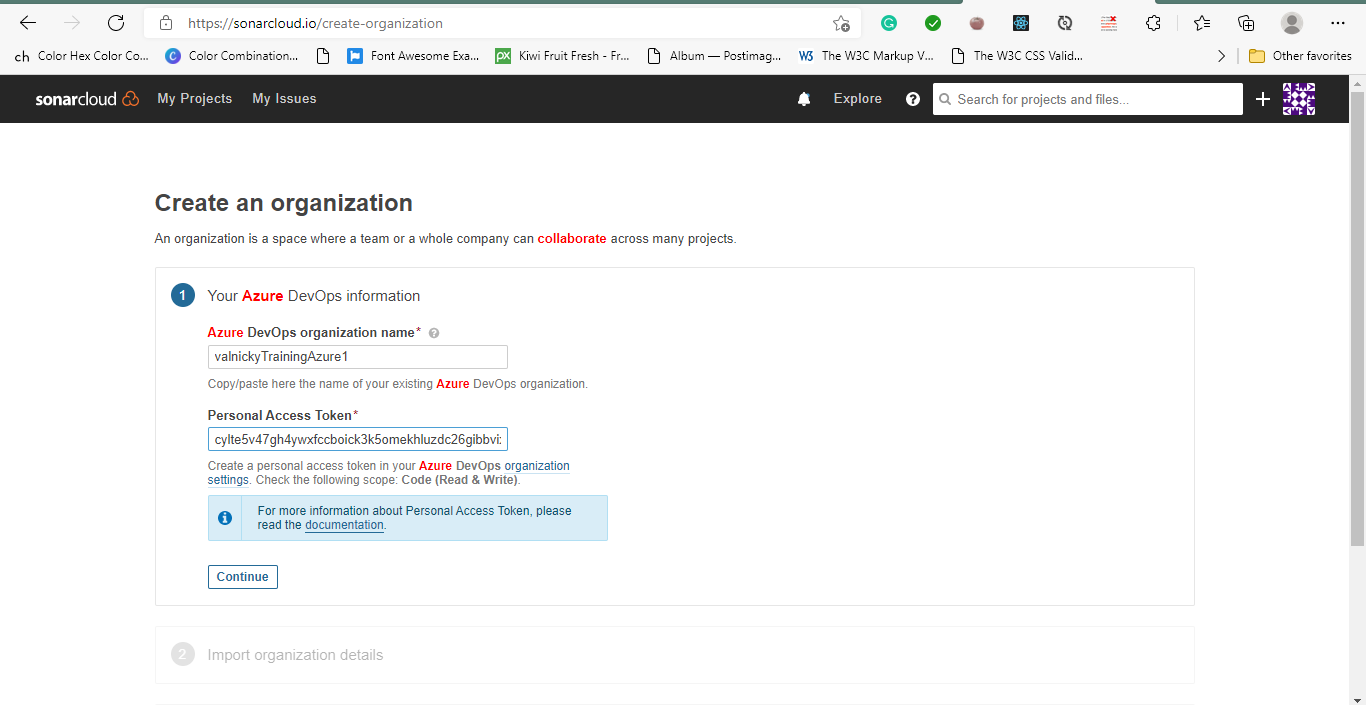 https://sonarcloud.io/create-organization
ch Color Hex Color Co... Color Combination... Font Awesome Exa... px Kiwi Fruit Fresh - Fr... Album — Postimag... The W3C Markup V... The W3C CSS Valid... Other favorites
sonarcloud My Projects My Issues Explore Search for projects and files...
Create an organization
An organization is a space where a team or a whole company can collaborate across many projects.
1 Your Azure DevOps information
Azure DevOps organization name*
valnickyTrainingAzure1
Copy/paste here the name of your existing Azure DevOps organization.
Personal Access Token*
cylte5v47gh4ywxfccboick3k5omekhluzdc26gibbvi
Create a personal access token in your Azure DevOps organization
settings. Check the following scope: Code (Read & Write).
For more information about Personal Access Token, please
read the documentation.
Continue
2 Import organization details